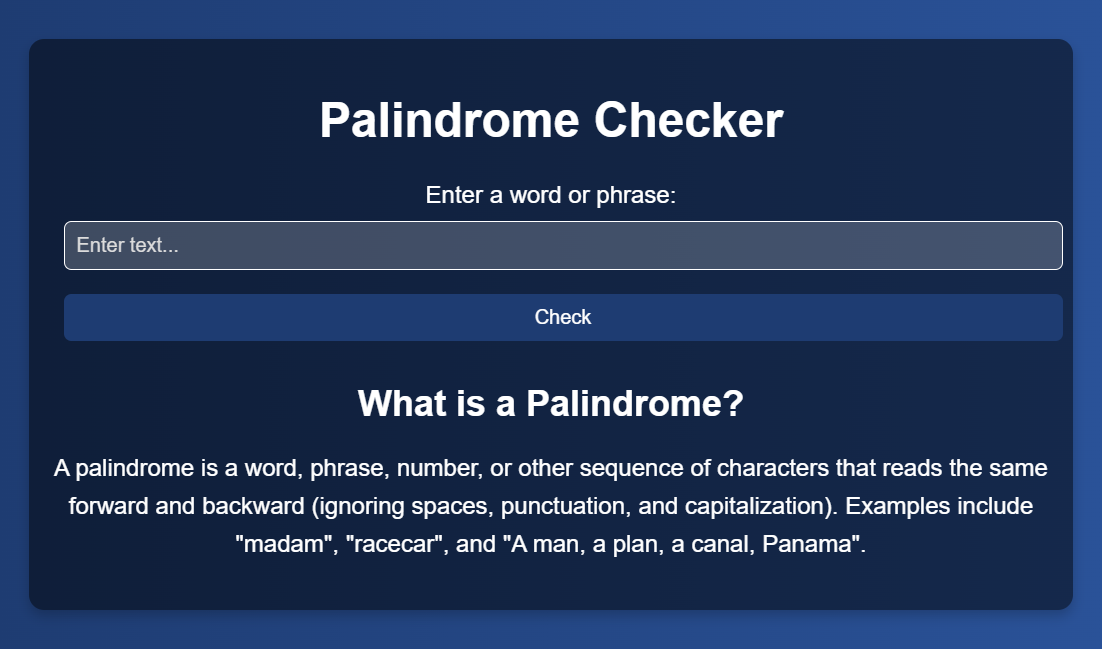 Palindrome Checker
Enter a word or phrase:
Enter text...
Check
What is a Palindrome?
A palindrome is a word, phrase, number, or other sequence of characters that reads the same
forward and backward (ignoring spaces, punctuation, and capitalization). Examples include
"madam", "racecar", and "A man, a plan, a canal, Panama".